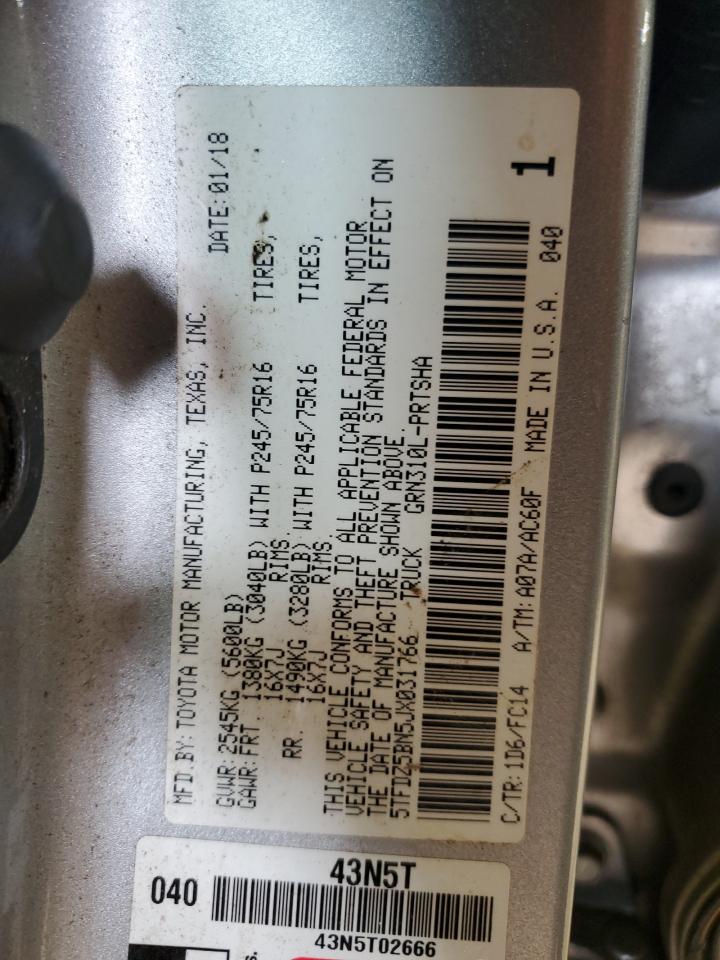 MFD.BY: TOYOTA MOTOR MANUFACTURING, TEXAS, INC. DATE:01/18
GVWR: 2545KG (5600LB)
GAWR: FRT. 1380KG (3040LB) WITH P245/75R16 TIRES,
16X7J RIMS.
RR. 1490KG (3280LB) WITH P245/75R16 TIRES,
16X7J RIMS.
THIS VEHICLE CONFORMS TO ALL APPLICABLE FEDERAL MOTOR
VEHICLE SAFETY AND THEFT PREVENTION STANDARDS IN EFFECT ON
THE DATE OF MANUFACTURE SHOWN ABOVE.
5TFDZ5BN5JX031766 TRUCK GRN310L-PRTSHA
1
C/TR: 1D6/FC14 A/TM: A07A/AC60F MADE IN U.S.A. 040
43N5T
040
43N5T02666